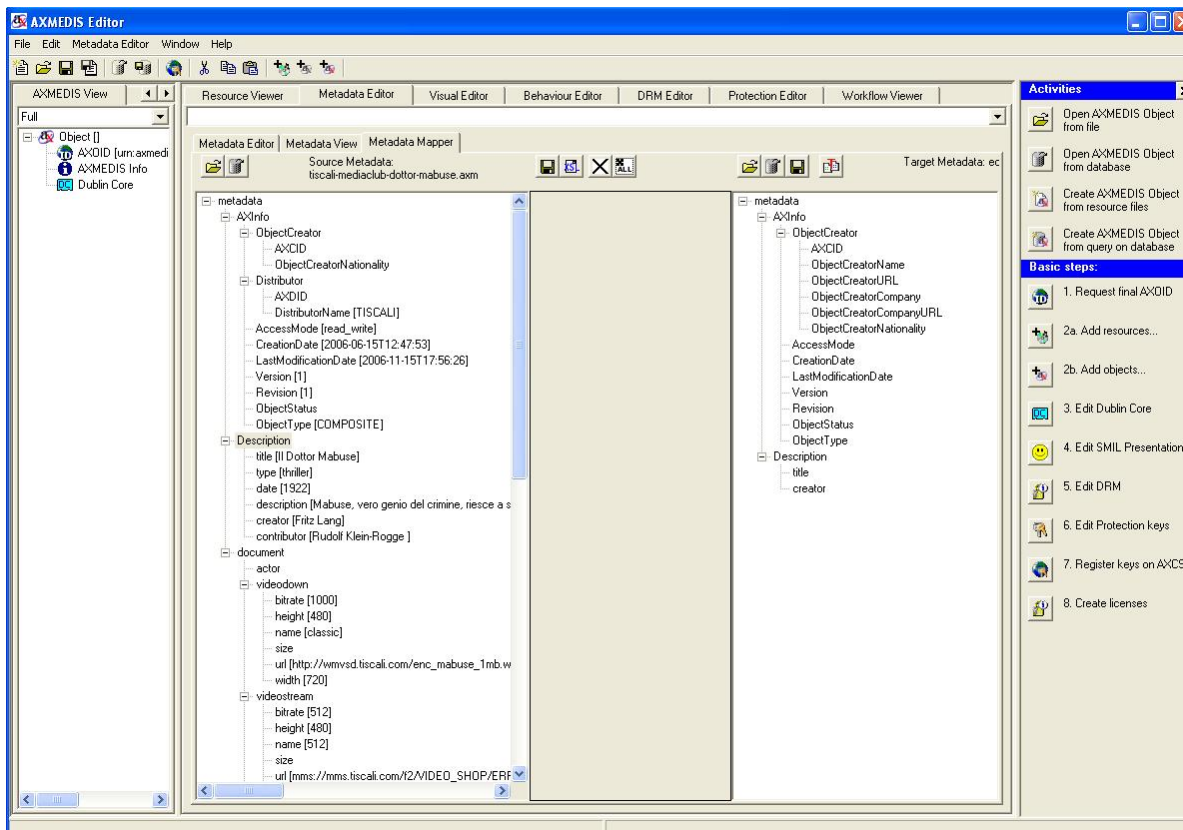 AXMEDIS Editor
File Edit Metadata Editor Window Help
AXMEDIS View
Full
Object []
AXOID [urn:axmedi
AXMEDIS Info
Dublin Core
Resource Viewer Metadata Editor Visual Editor Behaviour Editor DRM Editor Protection Editor Workflow Viewer
Metadata Editor Metadata View Metadata Mapper
Source Metadata:
tiscali-mediaclub-dottor-mabuse.axm
ALL
Target Metadata: ec
metadata
AXInfo
ObjectCreator
AXCID
ObjectCreatorNationality
Distributor
AXDID
DistributorName [TISCALI]
AccessMode [read_write]
CreationDate [2006-06-15T12:47:53]
LastModificationDate [2006-11-15T17:56:26]
Version [1]
Revision [1]
ObjectStatus
ObjectType [COMPOSITE]
Description
title [Il Dottor Mabuse]
type [thriller]
date [1922]
description [Mabuse, vero genio del crimine, riesce a s
creator [Fritz Lang]
contributor [Rudolf Klein-Rogge ]
document
actor
videodown
bitrate [1000]
height [480]
name [classic]
size
url [http://wmvsd.tiscali.com/enc_mabuse_1mb.w
width [720]
videostream
bitrate [512]
height [480]
name [512]
size
url [mms://mms.tiscali.com/f2/VIDEO_SHOP/ERF
metadata
AXInfo
ObjectCreator
AXCID
ObjectCreatorName
ObjectCreatorURL
ObjectCreatorCompany
ObjectCreatorCompanyURL
ObjectCreatorNationality
AccessMode
CreationDate
LastModificationDate
Version
Revision
ObjectStatus
ObjectType
Description
title
creator
Activities
Open AXMEDIS Object
from file
Open AXMEDIS Object
from database
Create AXMEDIS Object
from resource files
Create AXMEDIS Object
from query on database
Basic steps:
1. Request final AXOID
2a. Add resources...
2b. Add objects...
3. Edit Dublin Core
4. Edit SMIL Presentation
5. Edit DRM
6. Edit Protection keys
7. Register keys on AXCS
8. Create licenses